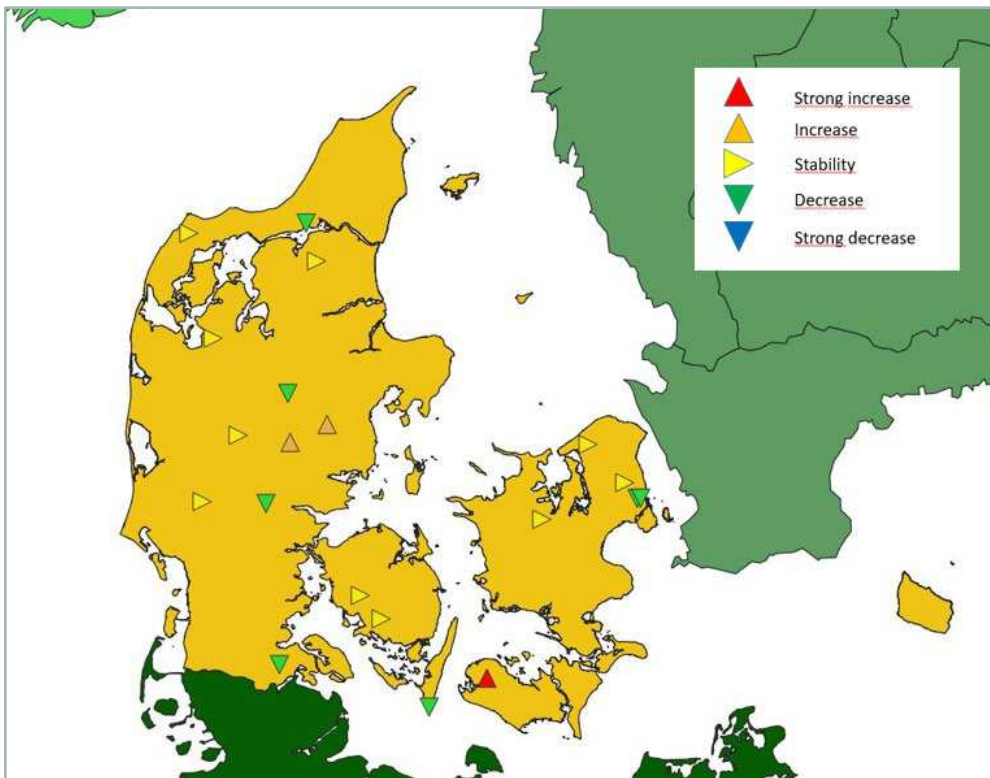 Strong increase
Increase
Stability
Decrease
Strong decrease